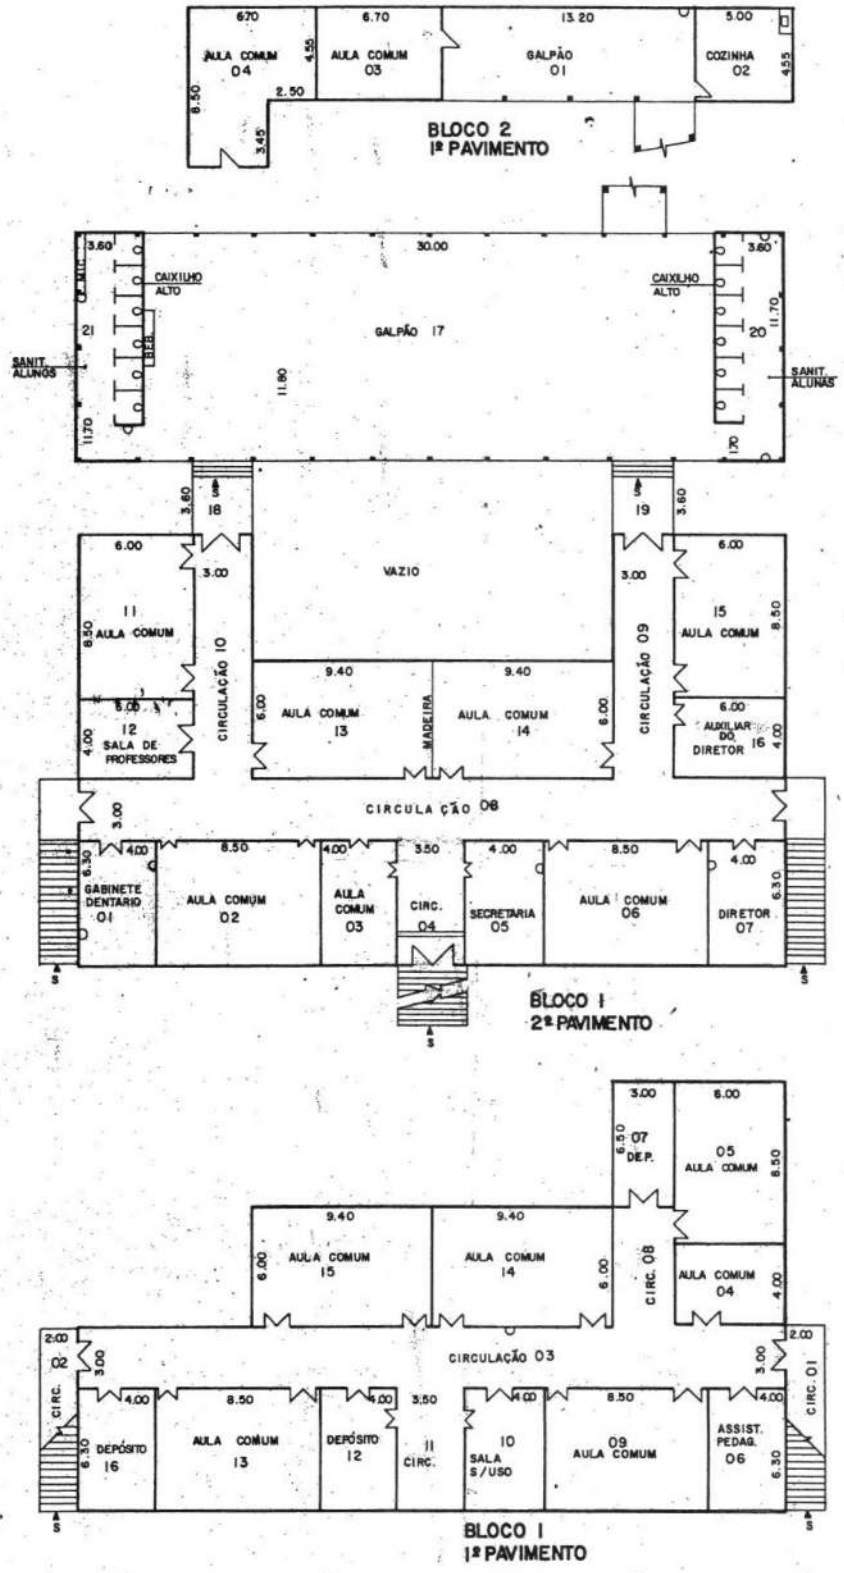 6.70
6.70
13.20
5.00
AULA COMUM
04
4.55
AULA COMUM
03
GALPÃO
01
COZINHA
02
4.55
8.50
2.50
3.45
BLOCO 2
1º PAVIMENTO
3.60
30.00
3.60
MIC.
CAIXILHO
ALTO
CAIXILHO
ALTO
21
BEB.
GALPÃO 17
20
11.70
SANIT.
ALUNOS
SANIT.
ALUNAS
11.80
11.70
1.70
S
S
3.60
18
19
3.60
6.00
3.00
VAZIO
3.00
6.00
11
AULA COMUM
8.50
CIRCULAÇÃO 10
CIRCULAÇÃO 09
15
AULA COMUM
8.50
9.40
9.40
6.00
12
SALA DE
PROFESSORES
4.00
6.00
AULA COMUM
13
MADEIRA
AULA COMUM
14
6.00
6.00
AUXILIAR
DO
DIRETOR
16
4.00
CIRCULAÇÃO 08
3.00
6.30
4.00
8.50
4.00
3.50
4.00
8.50
4.00
6.30
GABINETE
DENTARIO
01
AULA COMUM
02
AULA
COMUM
03
CIRC.
04
SECRETARIA
05
AULA COMUM
06
DIRETOR
07
S
S
S
BLOCO 1
2º PAVIMENTO
3.00
6.00
6.50
07
DEP.
05
AULA COMUM
8.50
9.40
9.40
6.00
AULA COMUM
15
AULA COMUM
14
6.00
CIRC. 08
AULA COMUM
04
4.00
2.00
02
CIRC.
3.00
CIRCULAÇÃO 03
3.00
2.00
CIRC. 01
4.00
8.50
4.00
3.50
4.00
8.50
4.00
6.30
DEPÓSITO
16
AULA COMUM
13
DEPÓSITO
12
11
CIRC.
10
SALA
S/USO
09
AULA COMUM
ASSIST.
PEDAG.
06
6.30
S
S
BLOCO 1
1º PAVIMENTO